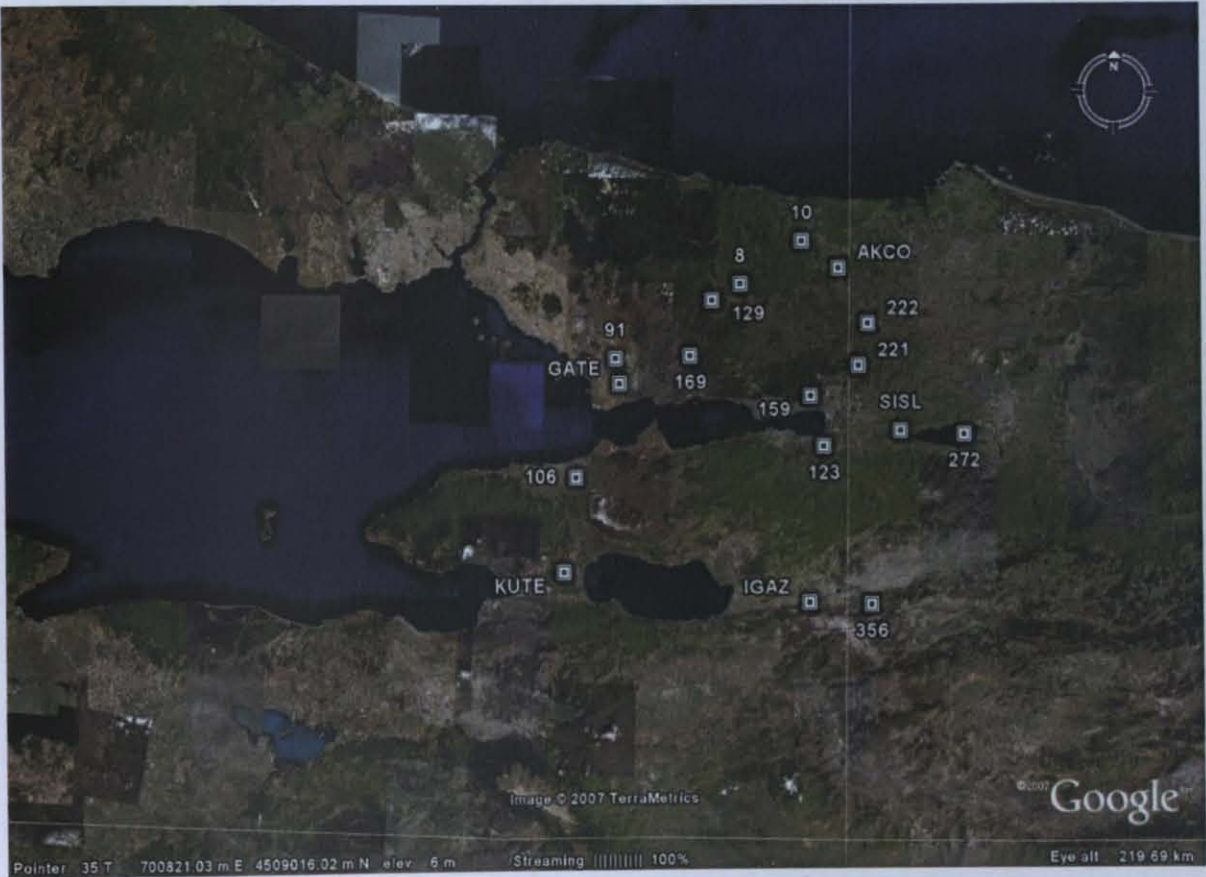 N
10
AKCO
8
129
222
91
221
GATE
169
159
SISL
123
272
106
KUTE
IGAZ
356
Image © 2007 TerraMetrics
©2007 Google
Pointer 35 T 700821.03 m E 4509016.02 m N elev 6 m Streaming |||||||||| 100% Eye alt 219.69 km